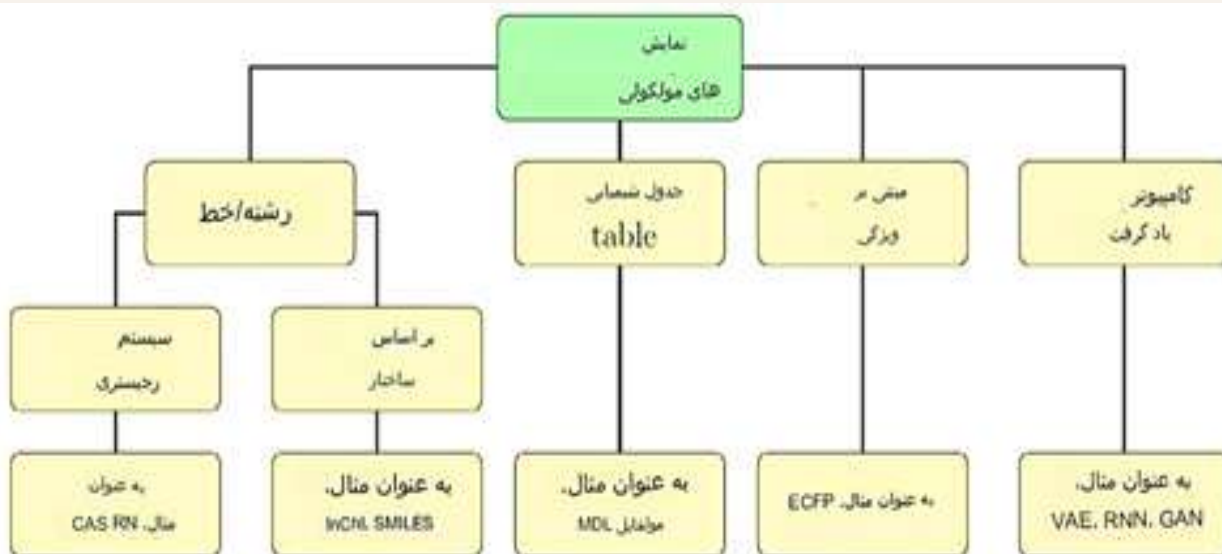 نمایش
های مولکولی
رشته/خط
جدول شیمیایی
table
مبتنی بر
ویژگی
کامپیوتر
یاد گرفت
سیستم
رجیستری
بر اساس
ساختار
به عنوان
مثال، CAS RN
به عنوان مثال،
InChI, SMILES
به عنوان مثال،
مولفایل MDL
به عنوان مثال، ECFP
به عنوان مثال،
VAE، RNN، GAN